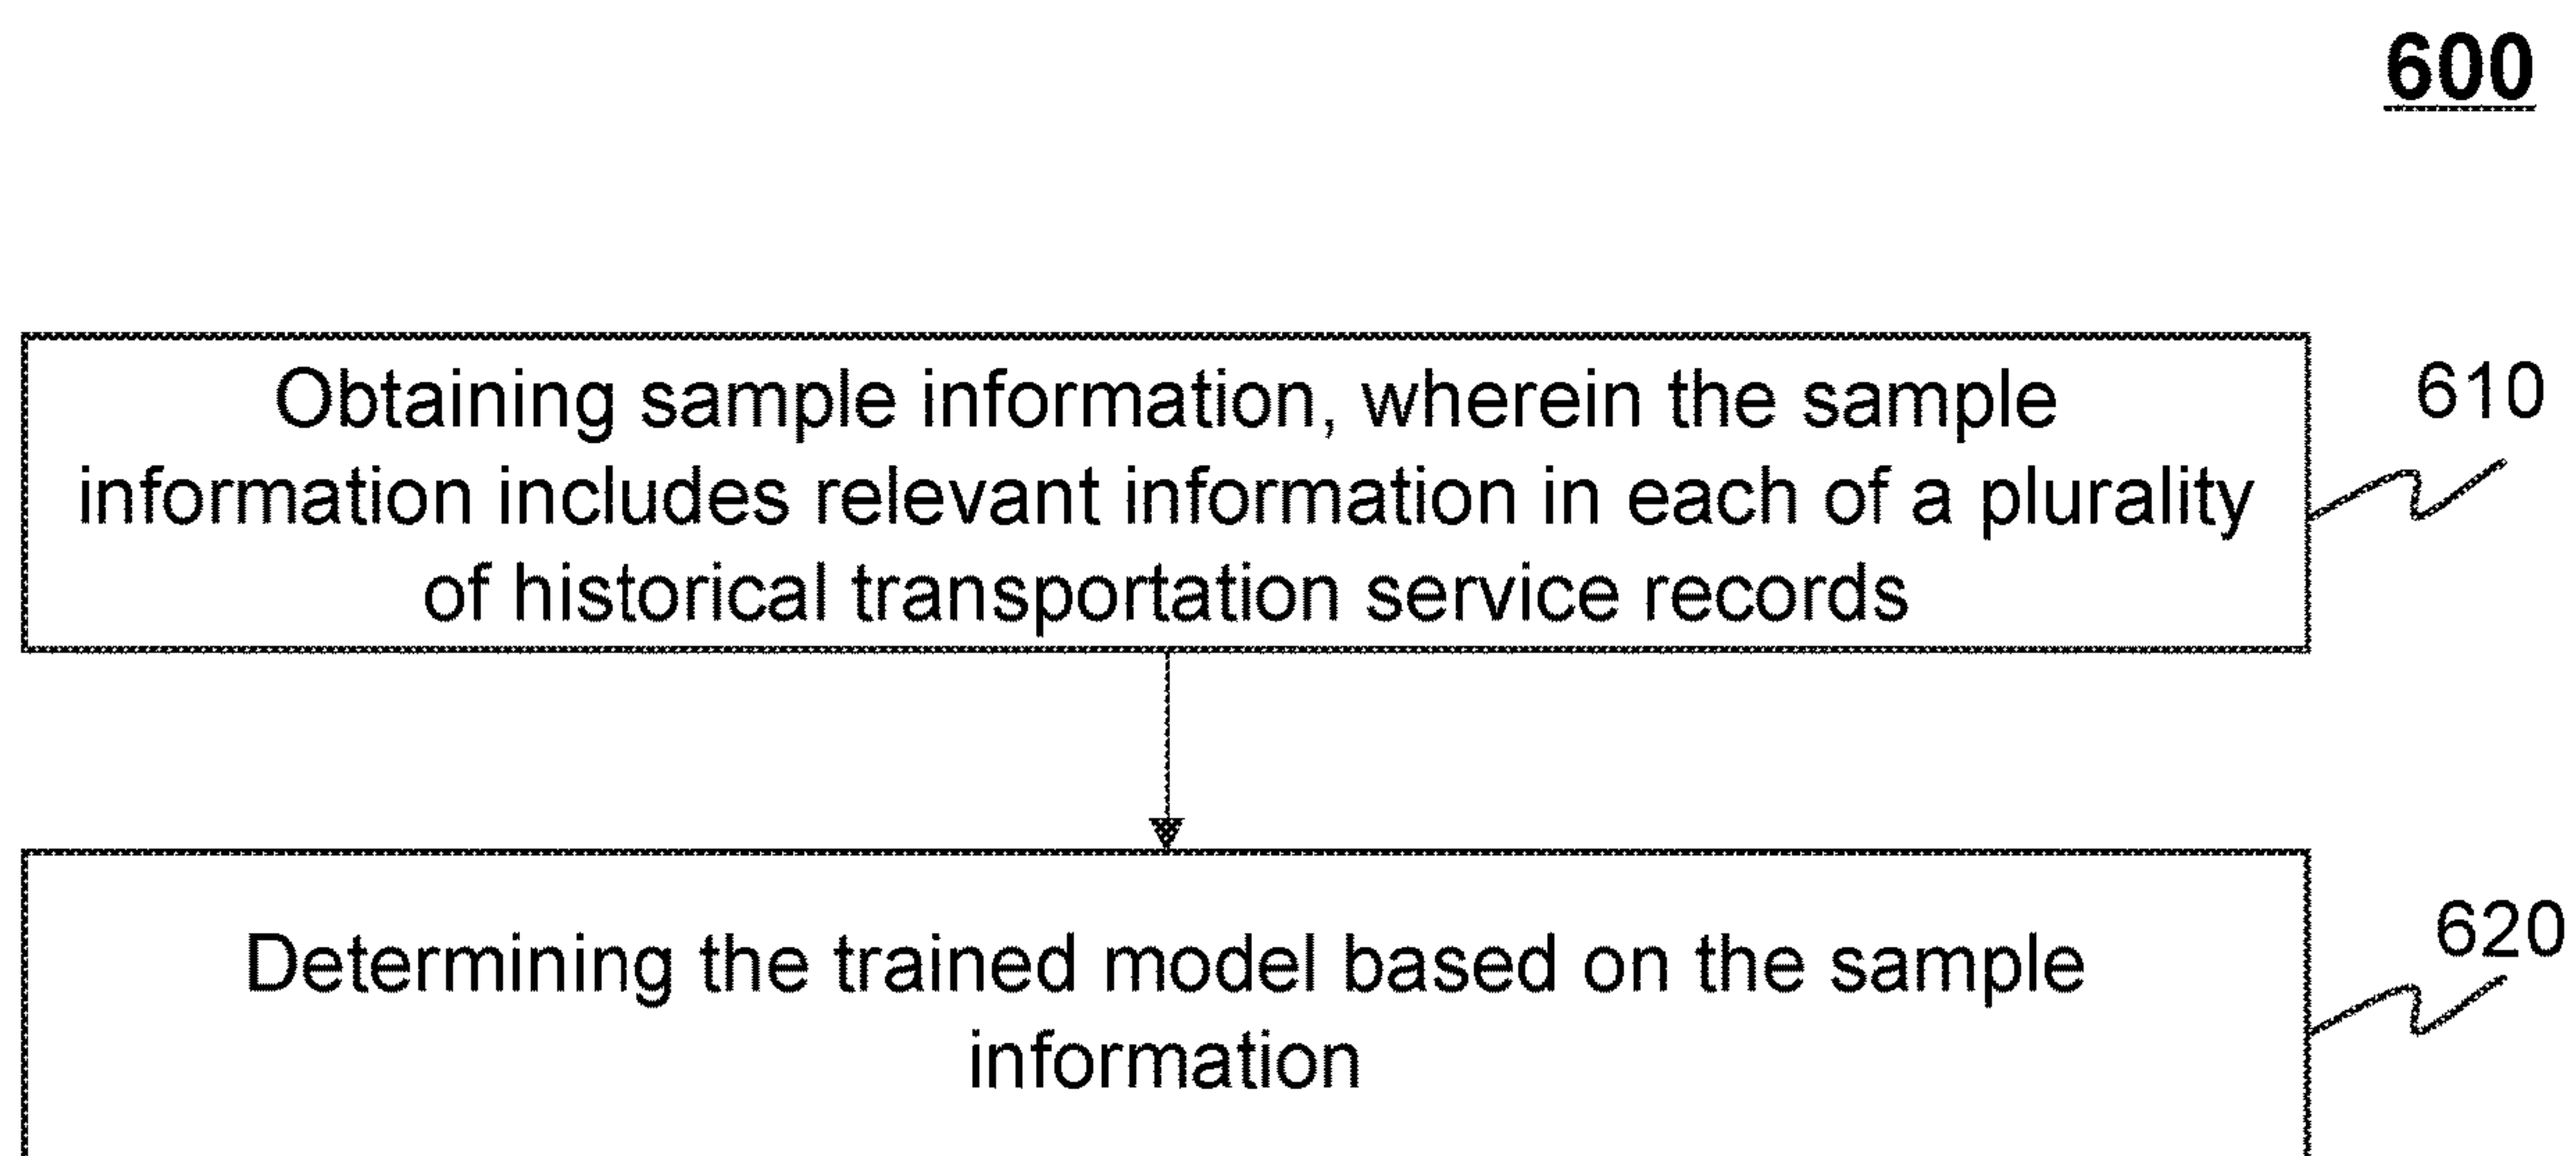 600
Obtaining sample information, wherein the sample
information includes relevant information in each of a plurality
of historical transportation service records
610
Determining the trained model based on the sample
information
620